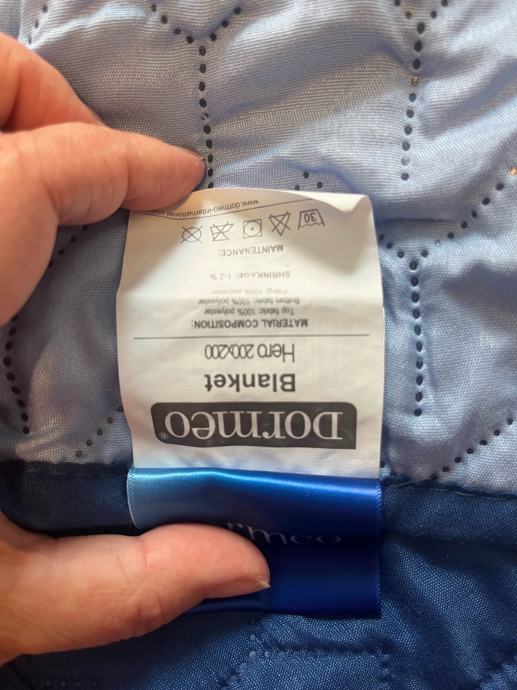 DORMEO®
Blanket
Hero 200x200
MATERIAL COMPOSITION:
Top fabric: 100% polyester
Bottom fabric: 100% polyester
Filling: 100% polyester
SHRINKAGE: 1-2 %
MAINTENANCE:
30
www.dormeo-international
rmeo